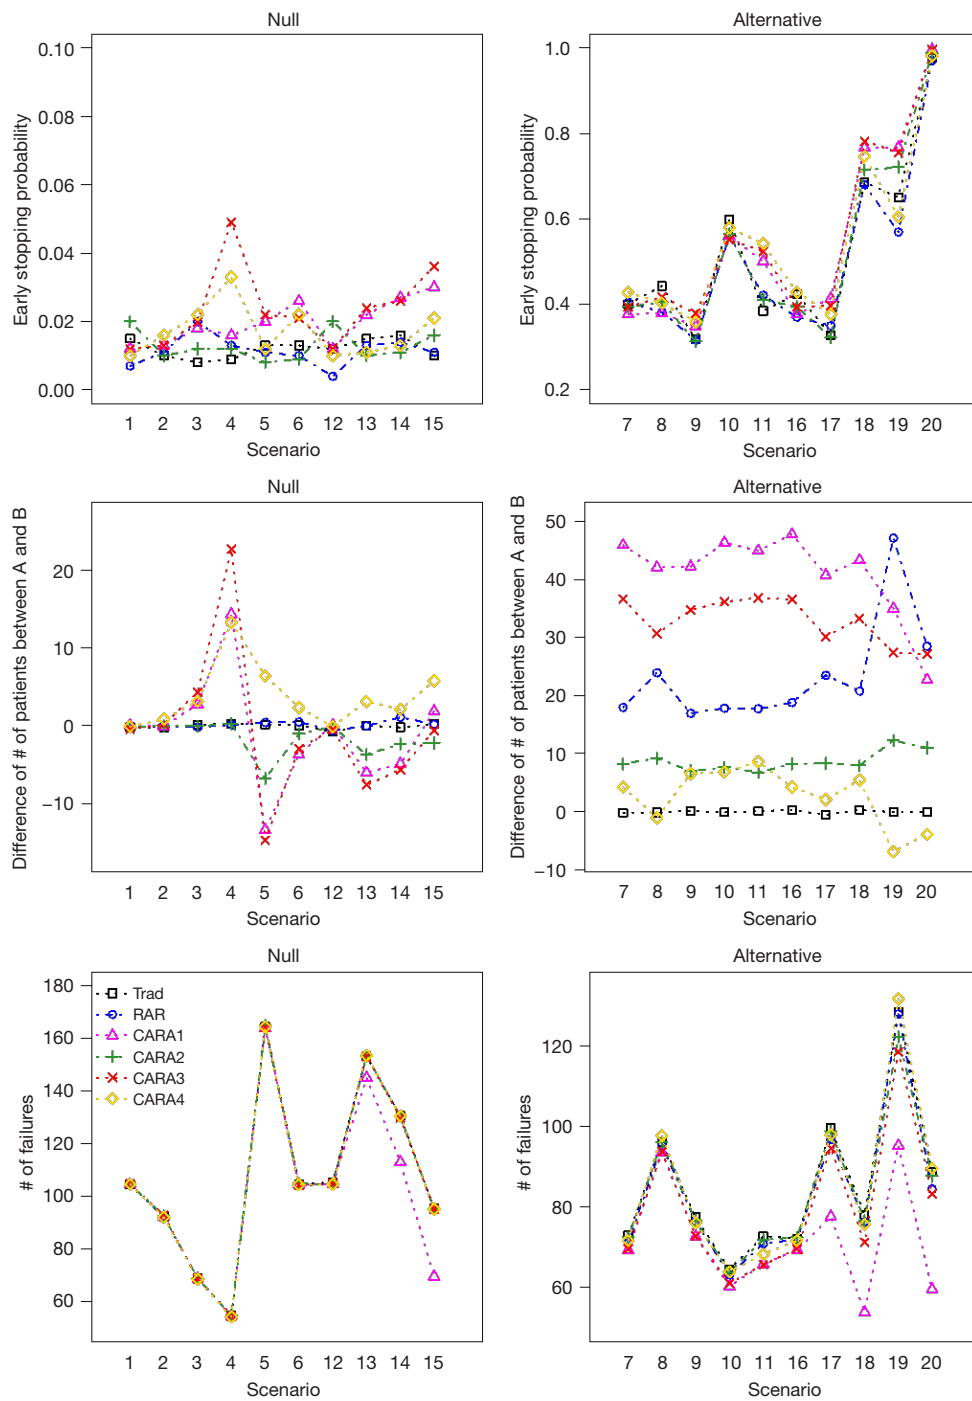 Null
Early stopping probability
0.10
0.08
0.06
0.04
0.02
0.00
1 2 3 4 5 6 12 13 14 15
Scenario
Alternative
Early stopping probability
1.0
0.8
0.6
0.4
0.2
7 8 9 10 11 16 17 18 19 20
Scenario
Null
Difference of # of patients between A and B
20
10
0
−10
1 2 3 4 5 6 12 13 14 15
Scenario
Alternative
Difference of # of patients between A and B
50
40
30
20
10
0
−10
7 8 9 10 11 16 17 18 19 20
Scenario
Null
# of failures
180
160
140
120
100
80
60
Trad
RAR
CARA1
CARA2
CARA3
CARA4
1 2 3 4 5 6 12 13 14 15
Scenario
Alternative
# of failures
120
100
80
60
7 8 9 10 11 16 17 18 19 20
Scenario